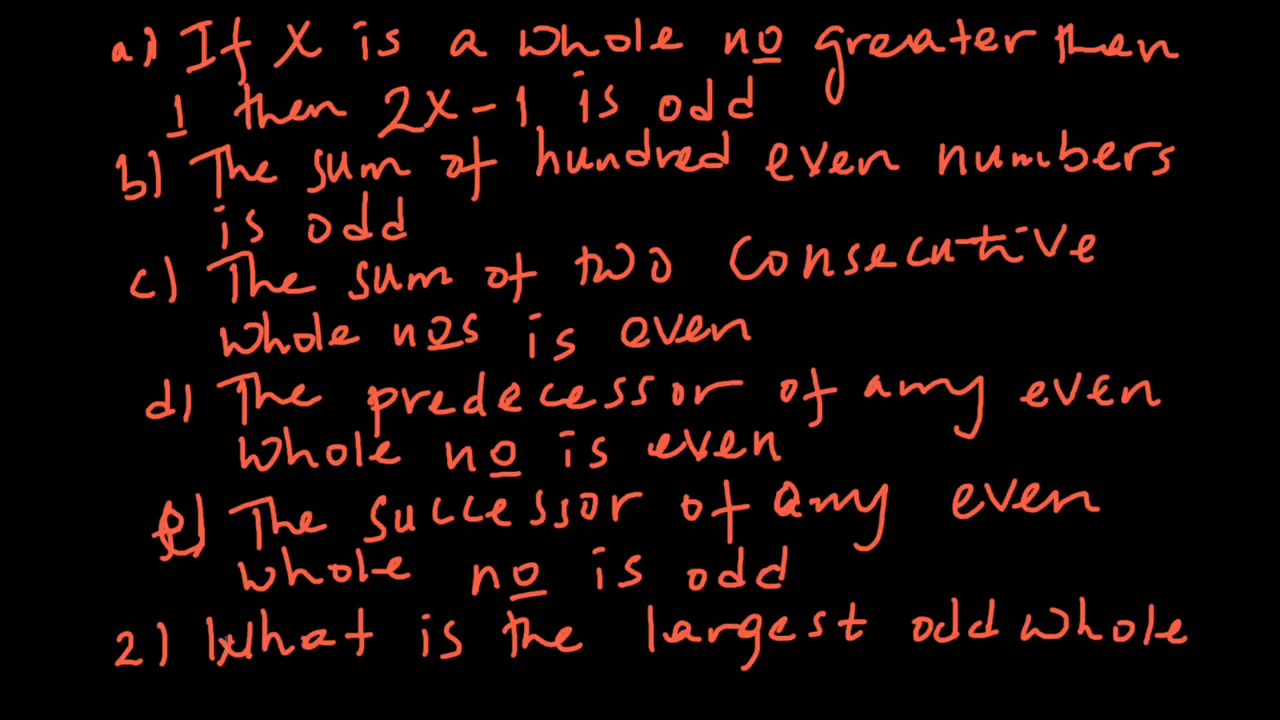 a) If X is a whole no greater then
1 then 2X-1 is odd
b) The sum of hundred even numbers
is odd
c) The sum of two consecutive
whole nos is even
d) The predecessor of any even
whole no is even
e) The successor of any even
whole no is odd
2) What is the largest odd whole